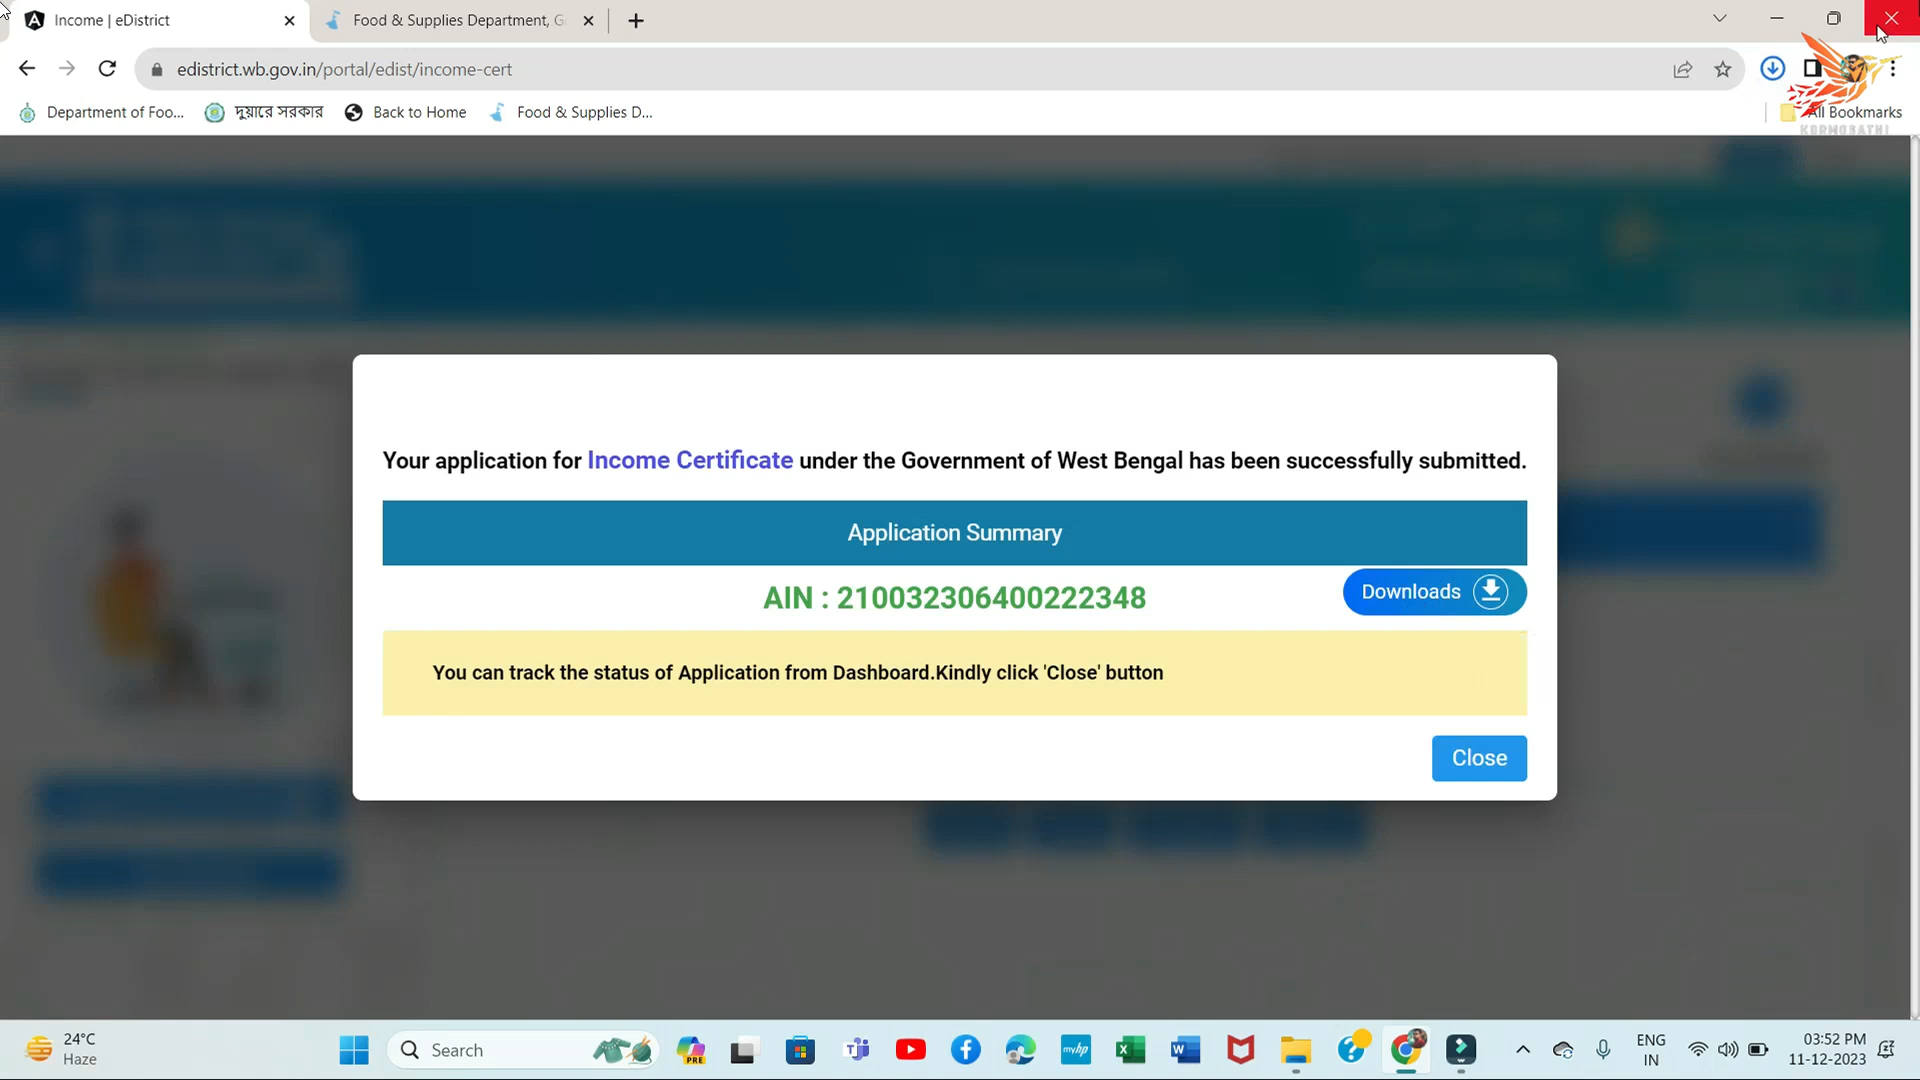 Income | eDistrict
Food & Supplies Department, G
edistrict.wb.gov.in/portal/edist/income-cert
Department of Foo...
দুয়ারে সরকার
Back to Home
Food & Supplies D...
All Bookmarks
KORMOSATHI
Your application for Income Certificate under the Government of West Bengal has been successfully submitted.
Application Summary
AIN : 210032306400222348
Downloads
You can track the status of Application from Dashboard.Kindly click 'Close' button
Close
24°C
Haze
Search
PRE
myhp
ENG
IN
03:52 PM
11-12-2023